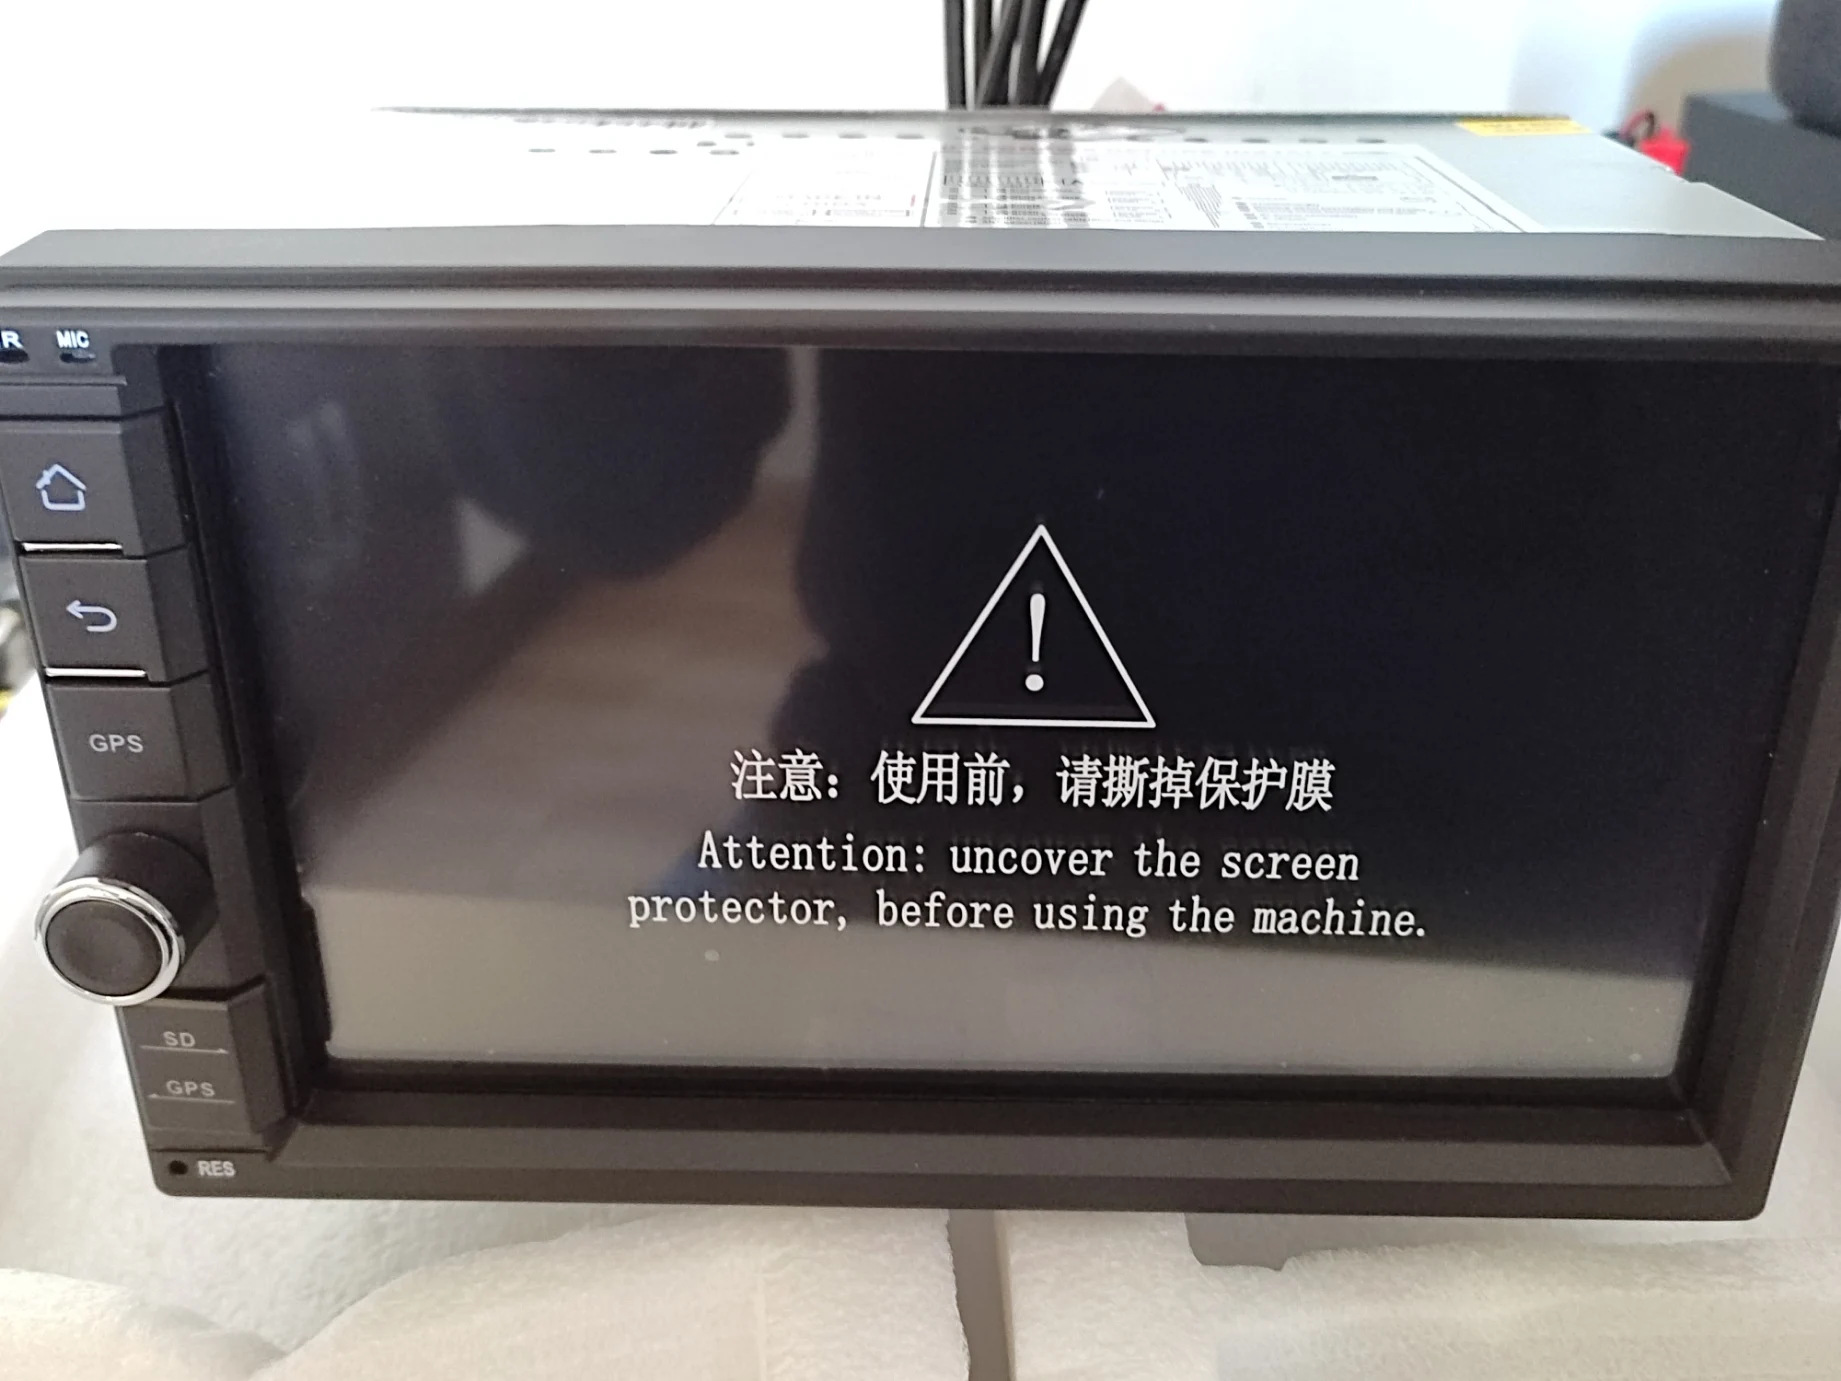 R MIC
GPS
注意：使用前，请撕掉保护膜
Attention: uncover the screen
protector, before using the machine.
SD
GPS
RES